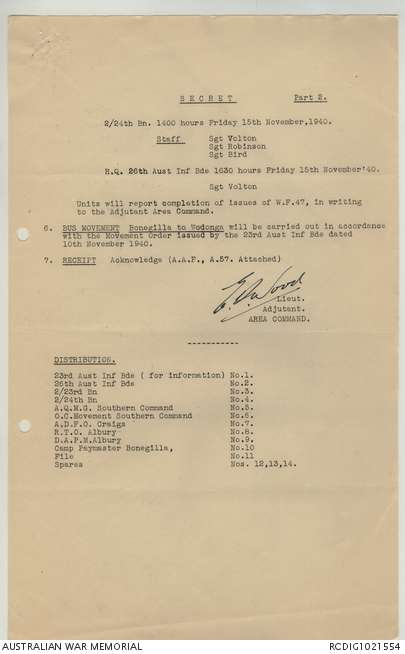 S E C R E T Part 2.
2/24th Bn. 1400 hours Friday 15th November,1940.
Staff Sgt Volton
Sgt Robinson
Sgt Bird
H.Q. 26th Aust Inf Bde 1630 hours Friday 15th November'40.
Sgt Volton
Units will report completion of issues of W.F.47, in writing
to the Adjutant Area Command.
6. BUS MOVEMENT Bonegilla to Wodonga will be carried out in accordance
with the Movement Order issued by the 23rd Aust Inf Bde dated
10th November 1940.
7. RECEIPT Acknowledge (A.A.F., A.57. Attached)
Wood
Lieut.
Adjutant.
AREA COMMAND.
-----------
DISTRIBUTION.
23rd Aust Inf Bde ( for information) No.1.
26th Aust Inf Bde No.2.
2/23rd Bn No.3.
2/24th Bn No.4.
A.Q.M.G. Southern Command No.5.
O.C.Movement Southern Command No.6.
A.D.F.O. Craigs No.7.
R.T.O. Albury No.8.
D.A.P.M.Albury No.9.
Camp Paymaster Bonegilla, No.10
File No.11
Spares Nos. 12,13,14.
AUSTRALIAN WAR MEMORIAL RCDIG1021554